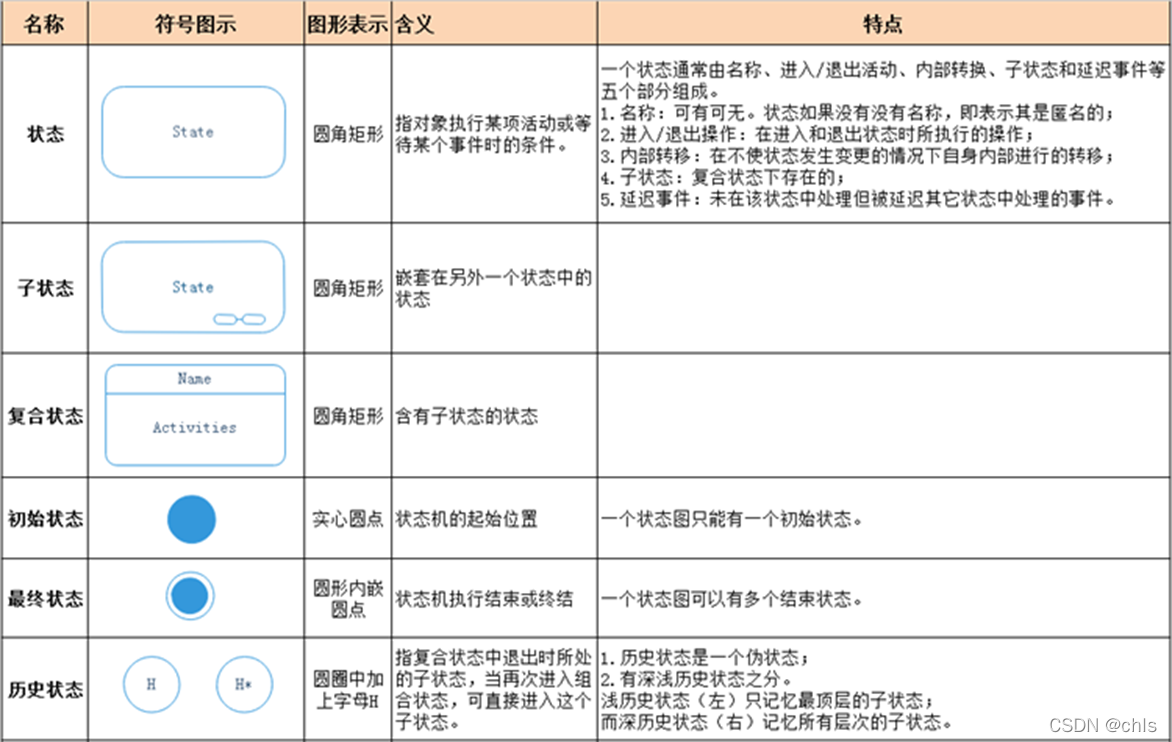 名称 符号图示 图形表示 含义 特点
状态
State
圆角矩形
指对象执行某项活动或等
待某个事件时的条件。
一个状态通常由名称、进入/退出活动、内部转换、子状态和延迟事件等
五个部分组成。
1.名称：可有可无。状态如果没有没有名称，即表示其是匿名的；
2.进入/退出操作：在进入和退出状态时所执行的操作；
3.内部转移：在不使状态发生变更的情况下自身内部进行的转移；
4.子状态：复合状态下存在的；
5.延迟事件：未在该状态中处理但被延迟其它状态中处理的事件。
子状态
State
圆角矩形
嵌套在另外一个状态中的
状态
复合状态
Name
Activities
圆角矩形
含有子状态的状态
初始状态
实心圆点
状态机的起始位置
一个状态图只能有一个初始状态。
最终状态
圆形内嵌
圆点
状态机执行结束或终结
一个状态图可以有多个结束状态。
历史状态
H H*
圆圈中加
上字母H
指复合状态中退出时所处
的子状态，当再次进入组
合状态，可直接进入这个
子状态。
1.历史状态是一个伪状态；
2.有深浅历史状态之分。
浅历史状态（左）只记忆最顶层的子状态；
而深历史状态（右）记忆所有层次的子状态。
CSDN @chls